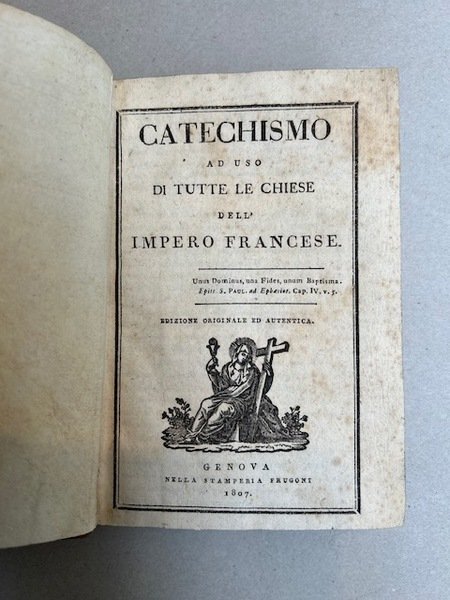 CATECHISMO
AD USO
DI TUTTE LE CHIESE
DELL'
IMPERO FRANCESE.
Unus Dominus, una Fides, unum Baptisma.
Epist. S. PAUL. ad Ephesios. Cap. IV. v. 5.
EDIZIONE ORIGINALE ED AUTENTICA.
GENOVA
NELLA STAMPERIA FRUGONI
1807.